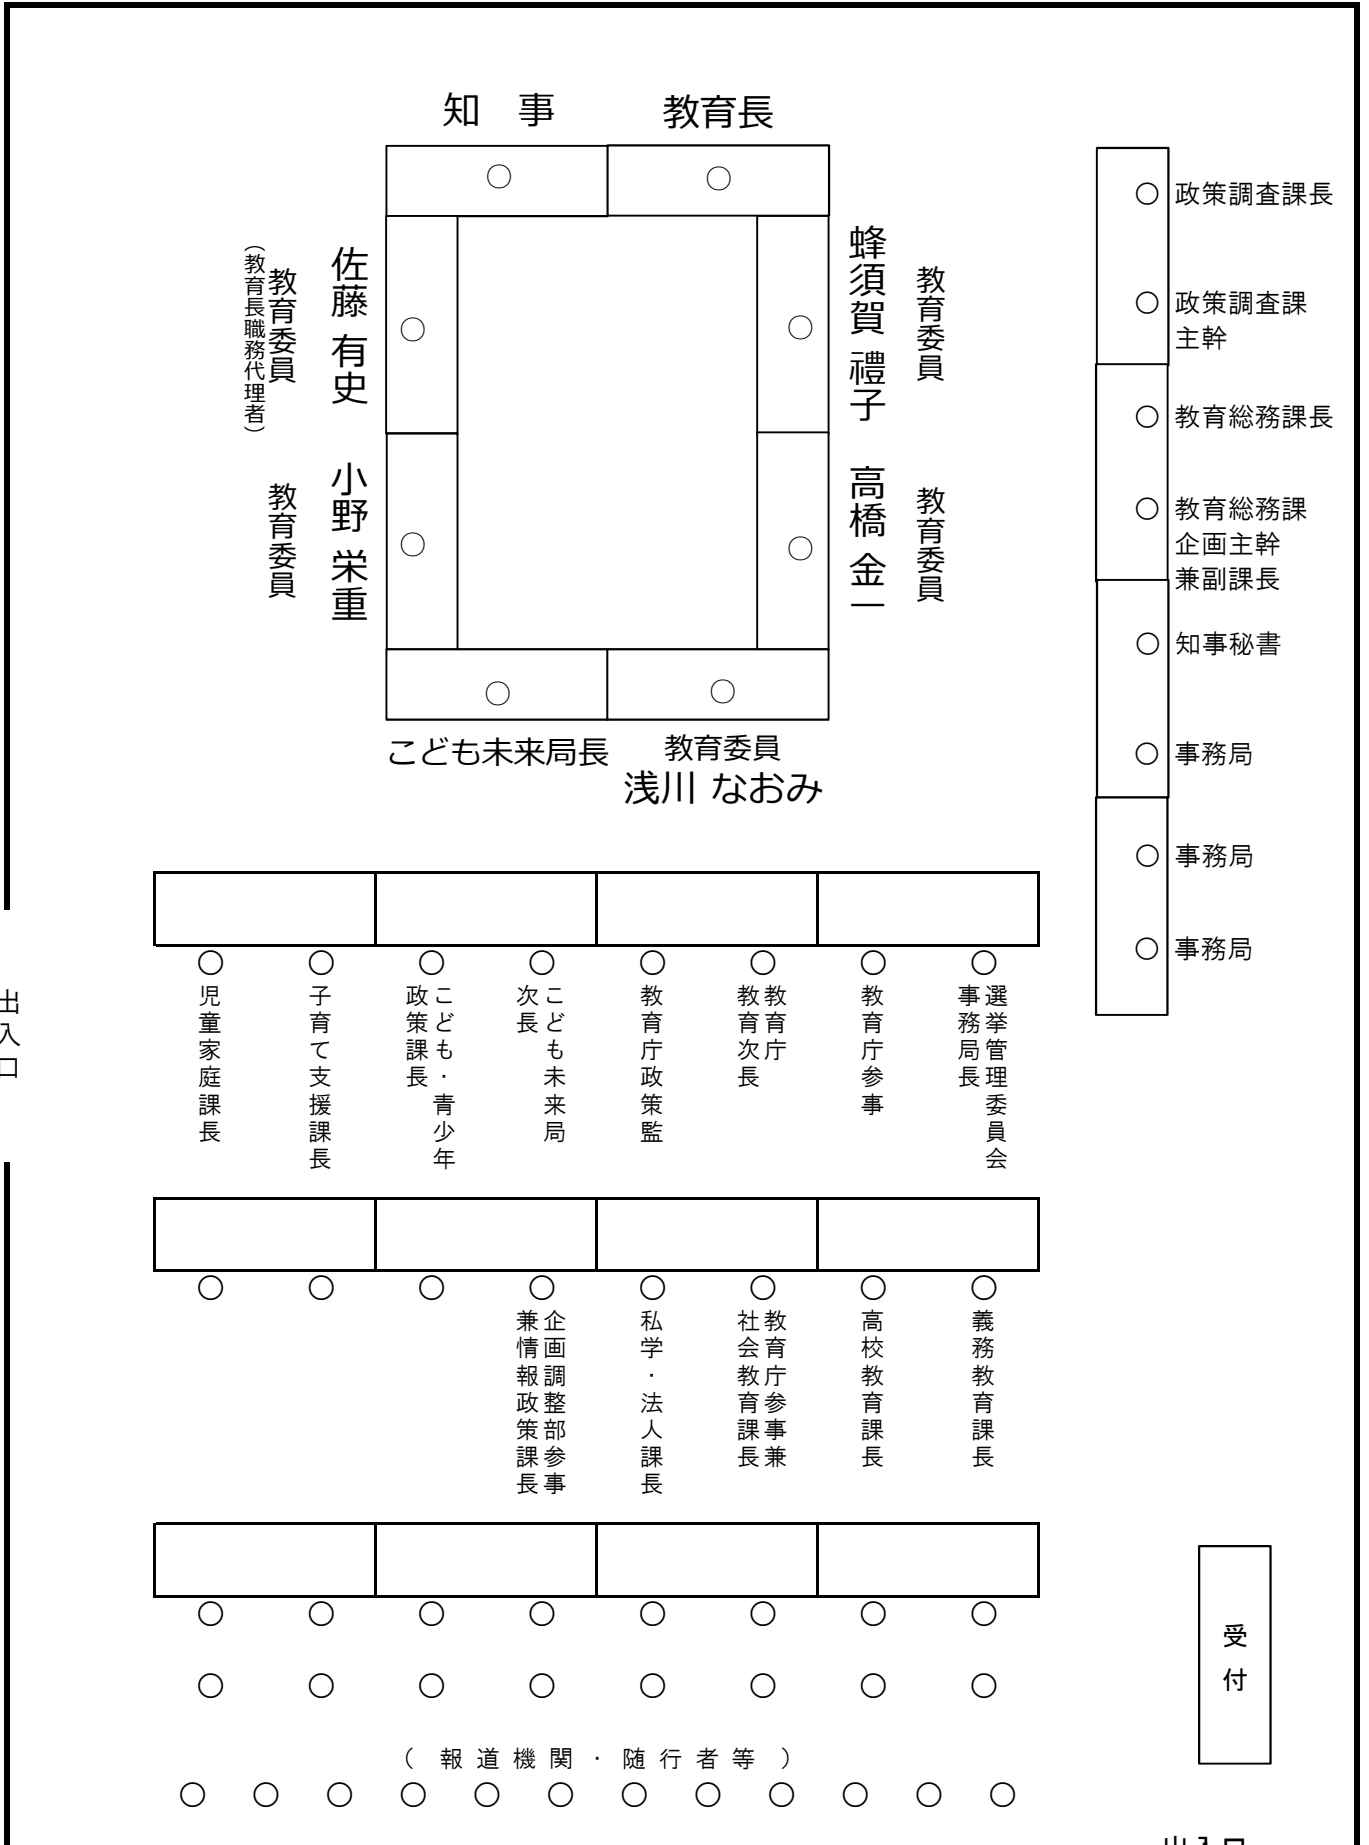 知　事
教育長
佐藤 有史
教育委員
（教育長職務代理者）
蜂須賀 禮子
教育委員
小野 栄重
教育委員
高橋 金一
教育委員
こども未来局長
教育委員
浅川 なおみ
○ 政策調査課長
○ 政策調査課
主幹
○ 教育総務課長
○ 教育総務課
企画主幹
兼副課長
○ 知事秘書
○ 事務局
○ 事務局
○ 事務局
出入口
児童家庭課長
子育て支援課長
こども・青少年
政策課長
こども未来局
次長
教育庁政策監
教育庁
教育次長
教育庁参事
選挙管理委員会
事務局長
企画調整部参事
兼情報政策課長
私学・法人課長
教育庁参事兼
社会教育課長
高校教育課長
義務教育課長
受付
（ 報 道 機 関 ・ 随 行 者 等 ）
出入口